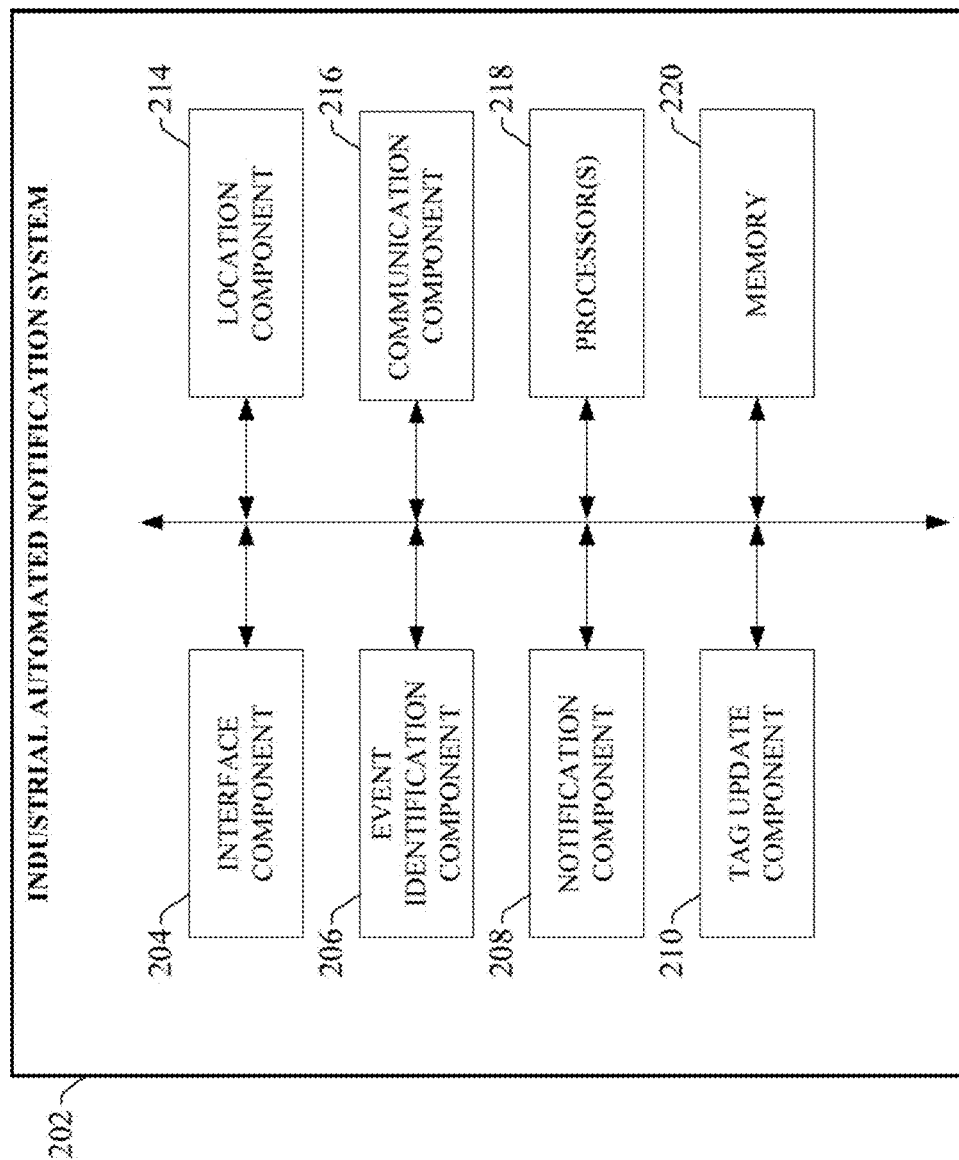 INDUSTRIAL AUTOMATED NOTIFICATION SYSTEM
202
204
INTERFACE
COMPONENT
214
LOCATION
COMPONENT
206
EVENT
IDENTIFICATION
COMPONENT
216
COMMUNICATION
COMPONENT
208
NOTIFICATION
COMPONENT
218
PROCESSOR(S)
210
TAG UPDATE
COMPONENT
220
MEMORY